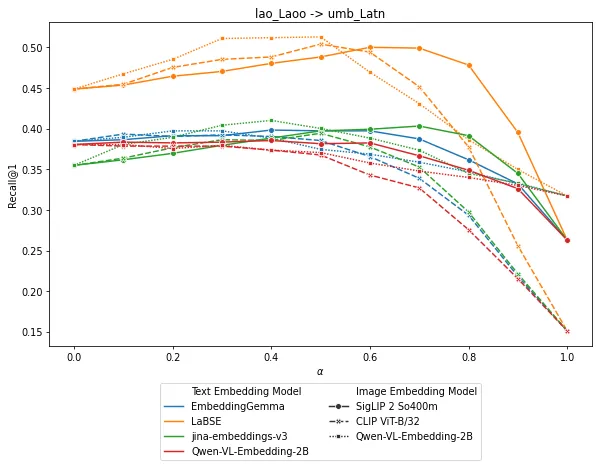 lao_Laoo -> umb_Latn
0.50
0.45
0.40
0.35
0.30
0.25
0.20
0.15
Recall@1
0.0 0.2 0.4 0.6 0.8 1.0
α
Text Embedding Model
EmbeddingGemma
LaBSE
jina-embeddings-v3
Qwen-VL-Embedding-2B
Image Embedding Model
SigLIP 2 So400m
CLIP ViT-B/32
Qwen-VL-Embedding-2B